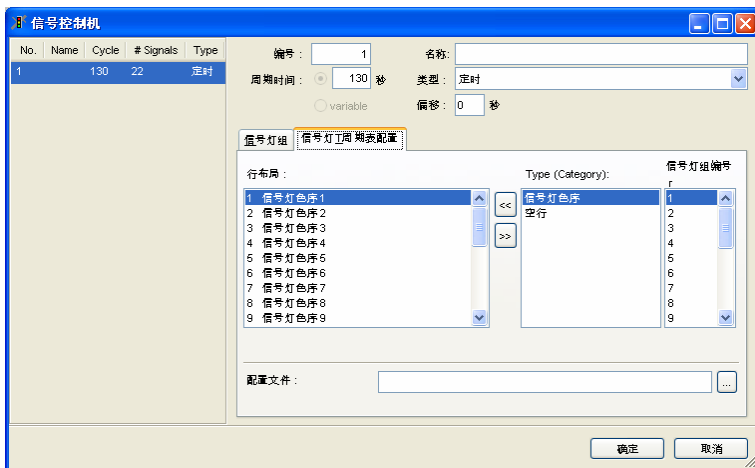 信号控制机
No. Name Cycle # Signals Type
1 130 22 定时
编号： 1 名称:
周期时间： 130 秒 类型： 定时
variable 偏移： 0 秒
信号灯组 信号灯T周期表配置
行布局： Type (Category): 信号灯组编号
r
1 信号灯色序1 << 信号灯色序 1
2 信号灯色序2 空行 2
3 信号灯色序3 >> 3
4 信号灯色序4 4
5 信号灯色序5 5
6 信号灯色序6 6
7 信号灯色序7 7
8 信号灯色序8 8
9 信号灯色序9 9
配置文件： ...
确定 取消